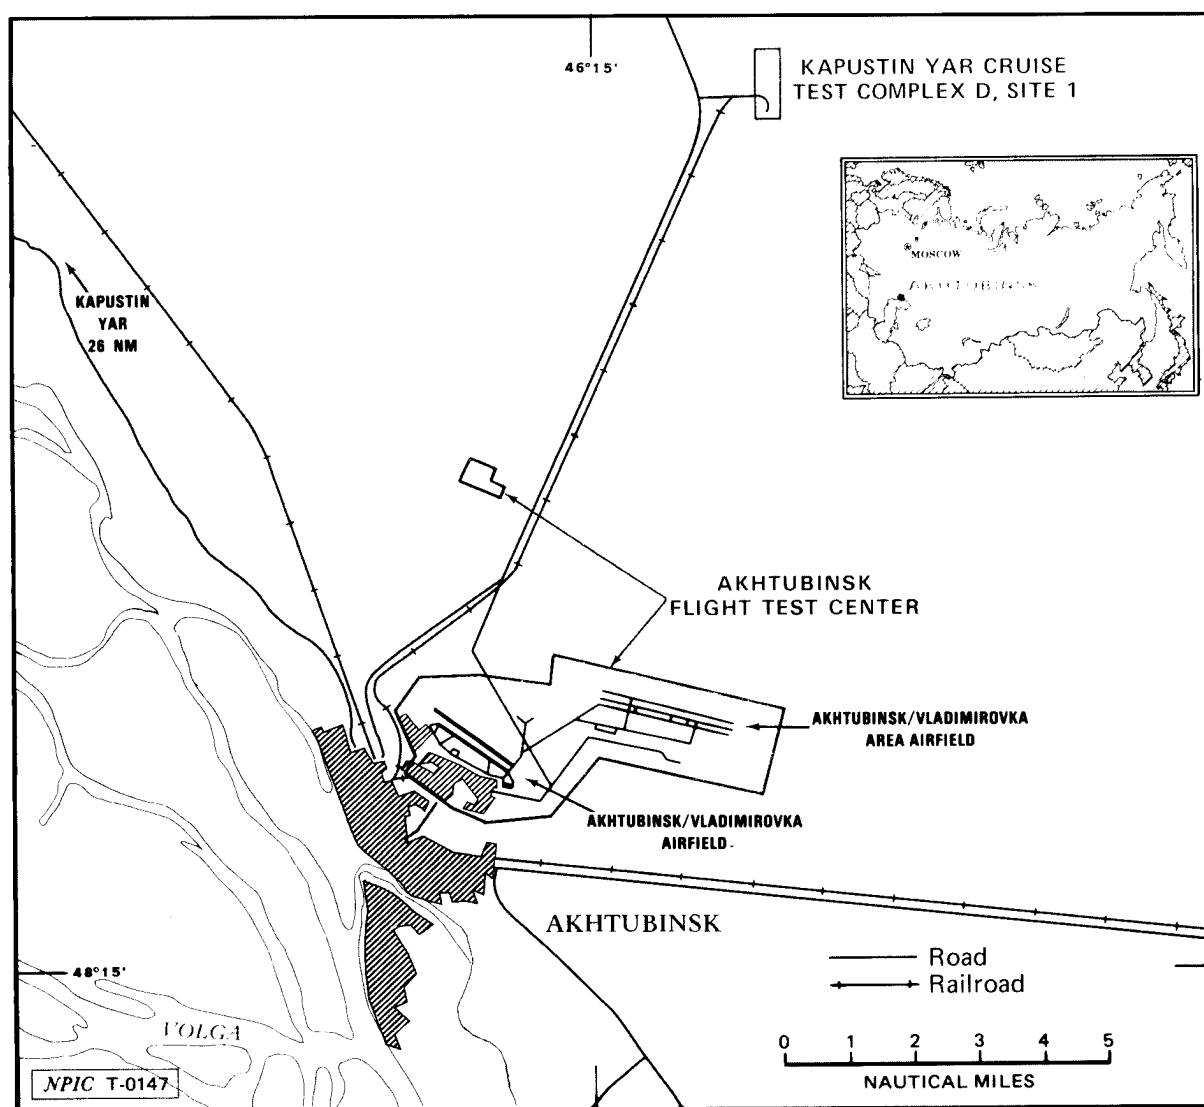 46°15'
KAPUSTIN YAR CRUISE
TEST COMPLEX D, SITE 1
MOSCOW
AKHTUBINSK
KAPUSTIN
YAR
26 NM
AKHTUBINSK
FLIGHT TEST CENTER
AKHTUBINSK/VLADIMIROVKA
AREA AIRFIELD
AKHTUBINSK/VLADIMIROVKA
AIRFIELD
AKHTUBINSK
48°15'
Road
Railroad
VOLGA
0 1 2 3 4 5
NAUTICAL MILES
NPIC T-0147